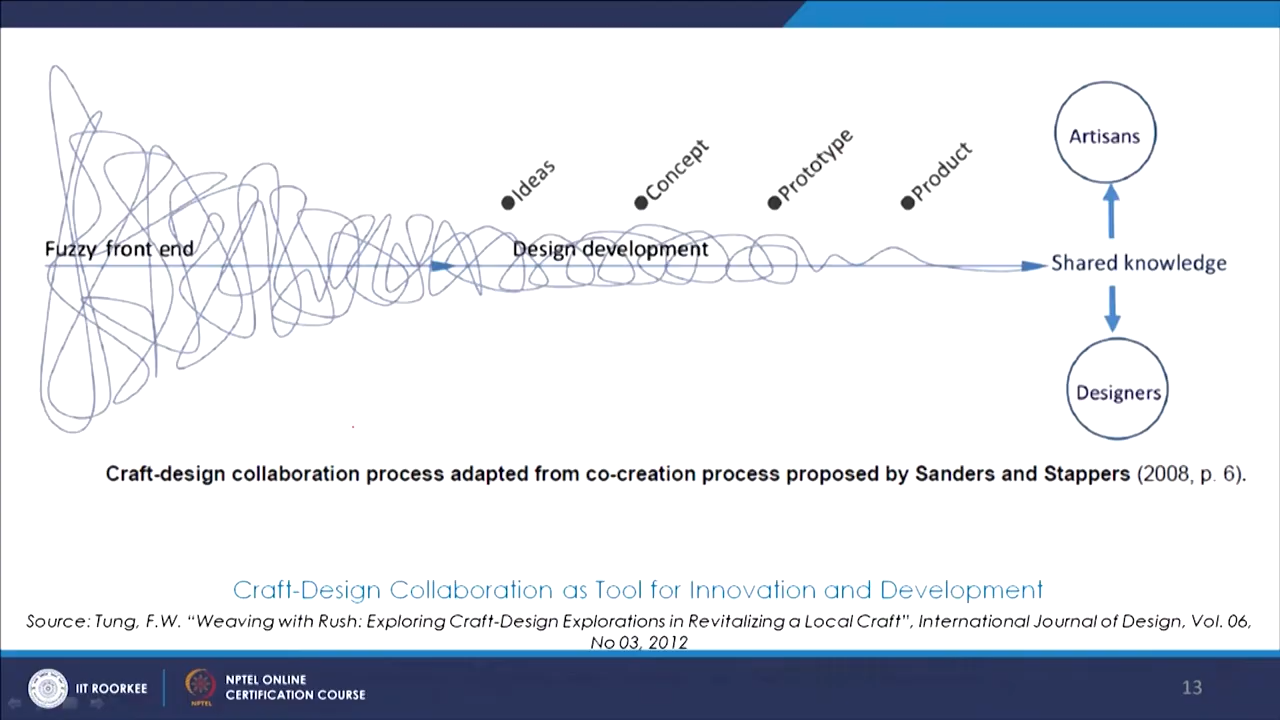 Ideas
Concept
Prototype
Product
Artisans
Fuzzy front end
Design development
Shared knowledge
Designers
Craft-design collaboration process adapted from co-creation process proposed by Sanders and Stappers (2008, p. 6).
Craft-Design Collaboration as Tool for Innovation and Development
Source: Tung, F.W. “Weaving with Rush: Exploring Craft-Design Explorations in Revitalizing a Local Craft”, International Journal of Design, Vol. 06,
No 03, 2012
IIT ROORKEE
NPTEL
NPTEL ONLINE
CERTIFICATION COURSE
13